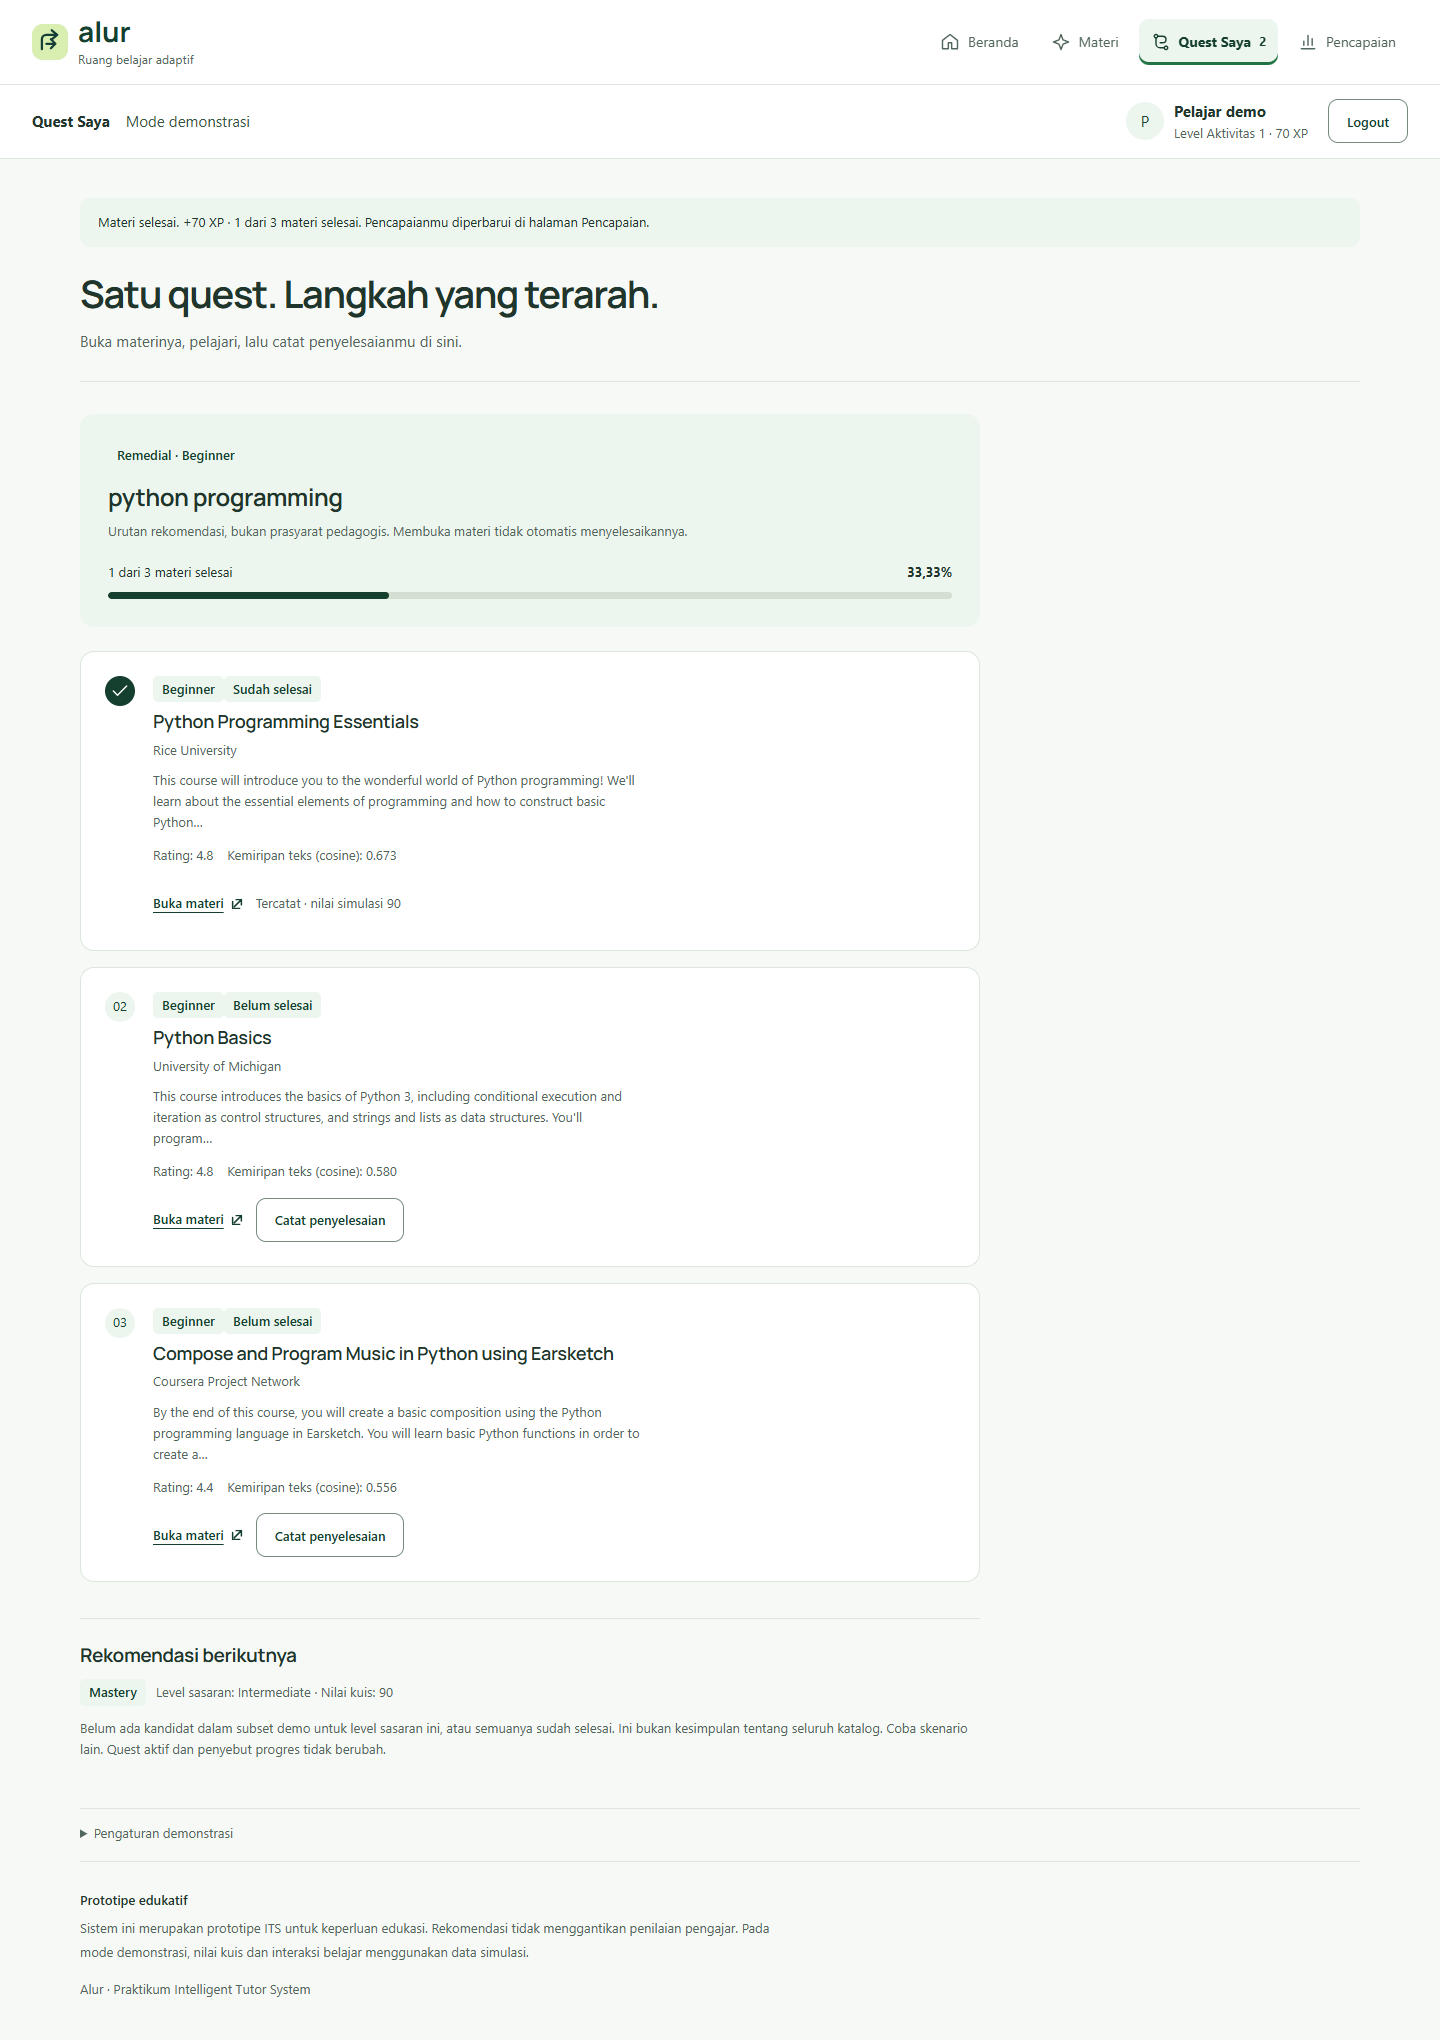 alur
Ruang belajar adaptif
Beranda
Materi
Quest Saya 2
Pencapaian
Quest Saya Mode demonstrasi
P
Pelajar demo
Level Aktivitas 1 · 70 XP
Logout
Materi selesai. +70 XP · 1 dari 3 materi selesai. Pencapaianmu diperbarui di halaman Pencapaian.
Satu quest. Langkah yang terarah.
Buka materinya, pelajari, lalu catat penyelesaianmu di sini.
Remedial · Beginner
python programming
Urutan rekomendasi, bukan prasyarat pedagogis. Membuka materi tidak otomatis menyelesaikannya.
1 dari 3 materi selesai 33,33%
Beginner Sudah selesai
Python Programming Essentials
Rice University
This course will introduce you to the wonderful world of Python programming! We'll
learn about the essential elements of programming and how to construct basic
Python...
Rating: 4.8 Kemiripan teks (cosine): 0.673
Buka materi Tercatat · nilai simulasi 90
02 Beginner Belum selesai
Python Basics
University of Michigan
This course introduces the basics of Python 3, including conditional execution and
iteration as control structures, and strings and lists as data structures. You'll
program...
Rating: 4.8 Kemiripan teks (cosine): 0.580
Buka materi Catat penyelesaian
03 Beginner Belum selesai
Compose and Program Music in Python using Earsketch
Coursera Project Network
By the end of this course, you will create a basic composition using the Python
programming language in Earsketch. You will learn basic Python functions in order to
create a...
Rating: 4.4 Kemiripan teks (cosine): 0.556
Buka materi Catat penyelesaian
Rekomendasi berikutnya
Mastery Level sasaran: Intermediate · Nilai kuis: 90
Belum ada kandidat dalam subset demo untuk level sasaran ini, atau semuanya sudah selesai. Ini bukan kesimpulan tentang seluruh katalog. Coba skenario
lain. Quest aktif dan penyebut progres tidak berubah.
Pengaturan demonstrasi
Prototipe edukatif
Sistem ini merupakan prototipe ITS untuk keperluan edukasi. Rekomendasi tidak menggantikan penilaian pengajar. Pada
mode demonstrasi, nilai kuis dan interaksi belajar menggunakan data simulasi.
Alur · Praktikum Intelligent Tutor System